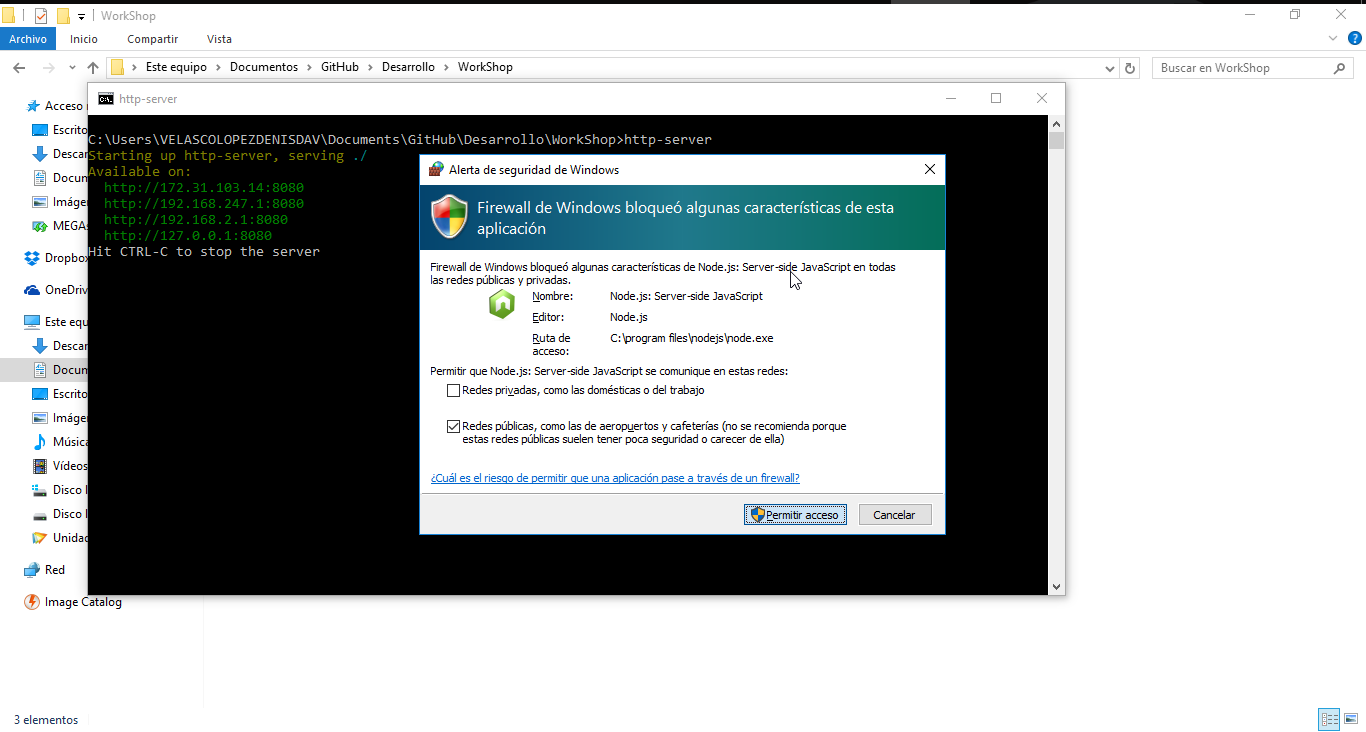 WorkShop
Archivo Inicio Compartir Vista
Este equipo Documentos GitHub Desarrollo WorkShop
Buscar en WorkShop
Acceso
Escrito
Descar
Docum
Imáge
MEGAs
Dropbo
OneDriv
Este equ
Descar
Docum
Escrito
Imáge
Música
Vídeos
Disco l
Disco l
Unidad
Red
Image Catalog
3 elementos
http-server
C:\Users\VELASCOLOPEZDENISDAV\Documents\GitHub\Desarrollo\WorkShop>http-server
Starting up http-server, serving ./
Available on:
http://172.31.103.14:8080
http://192.168.247.1:8080
http://192.168.2.1:8080
http://127.0.0.1:8080
Hit CTRL-C to stop the server
Alerta de seguridad de Windows
Firewall de Windows bloqueó algunas características de esta
aplicación
Firewall de Windows bloqueó algunas características de Node.js: Server-side JavaScript en todas
las redes públicas y privadas.
Nombre: Node.js: Server-side JavaScript
Editor: Node.js
Ruta de C:\program files\nodejs\node.exe
acceso:
Permitir que Node.js: Server-side JavaScript se comunique en estas redes:
Redes privadas, como las domésticas o del trabajo
Redes públicas, como las de aeropuertos y cafeterías (no se recomienda porque
estas redes públicas suelen tener poca seguridad o carecer de ella)
¿Cuál es el riesgo de permitir que una aplicación pase a través de un firewall?
Permitir acceso Cancelar